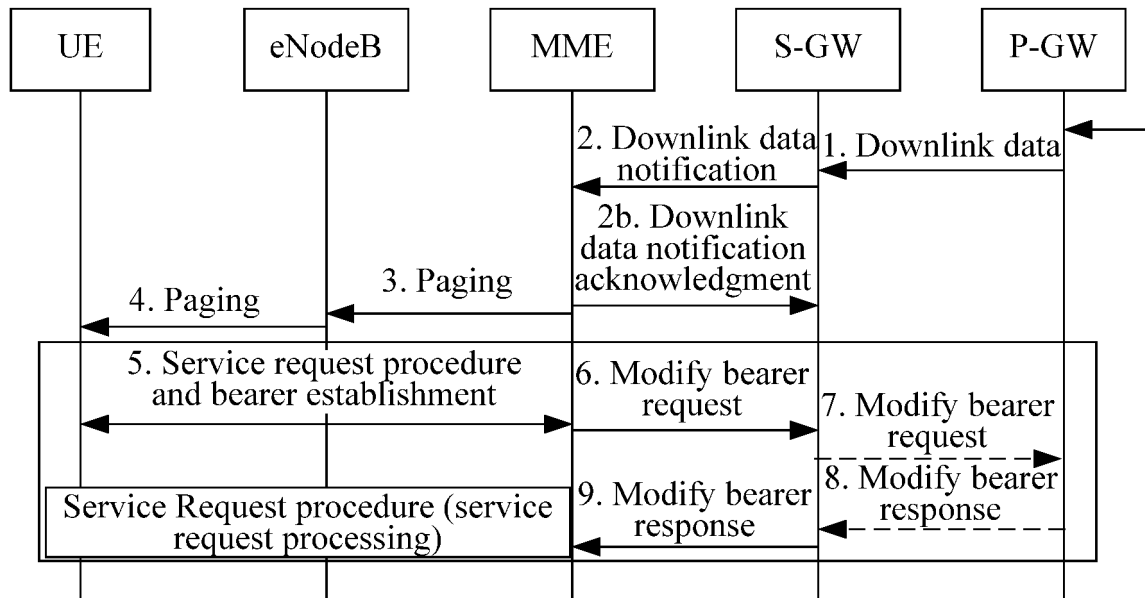 UE
eNodeB
MME
S-GW
P-GW
2. Downlink data
notification
1. Downlink data
2b. Downlink
data notification
acknowledgment
3. Paging
4. Paging
5. Service request procedure
and bearer establishment
6. Modify bearer
request
7. Modify bearer
request
8. Modify bearer
response
9. Modify bearer
response
Service Request procedure (service
request processing)